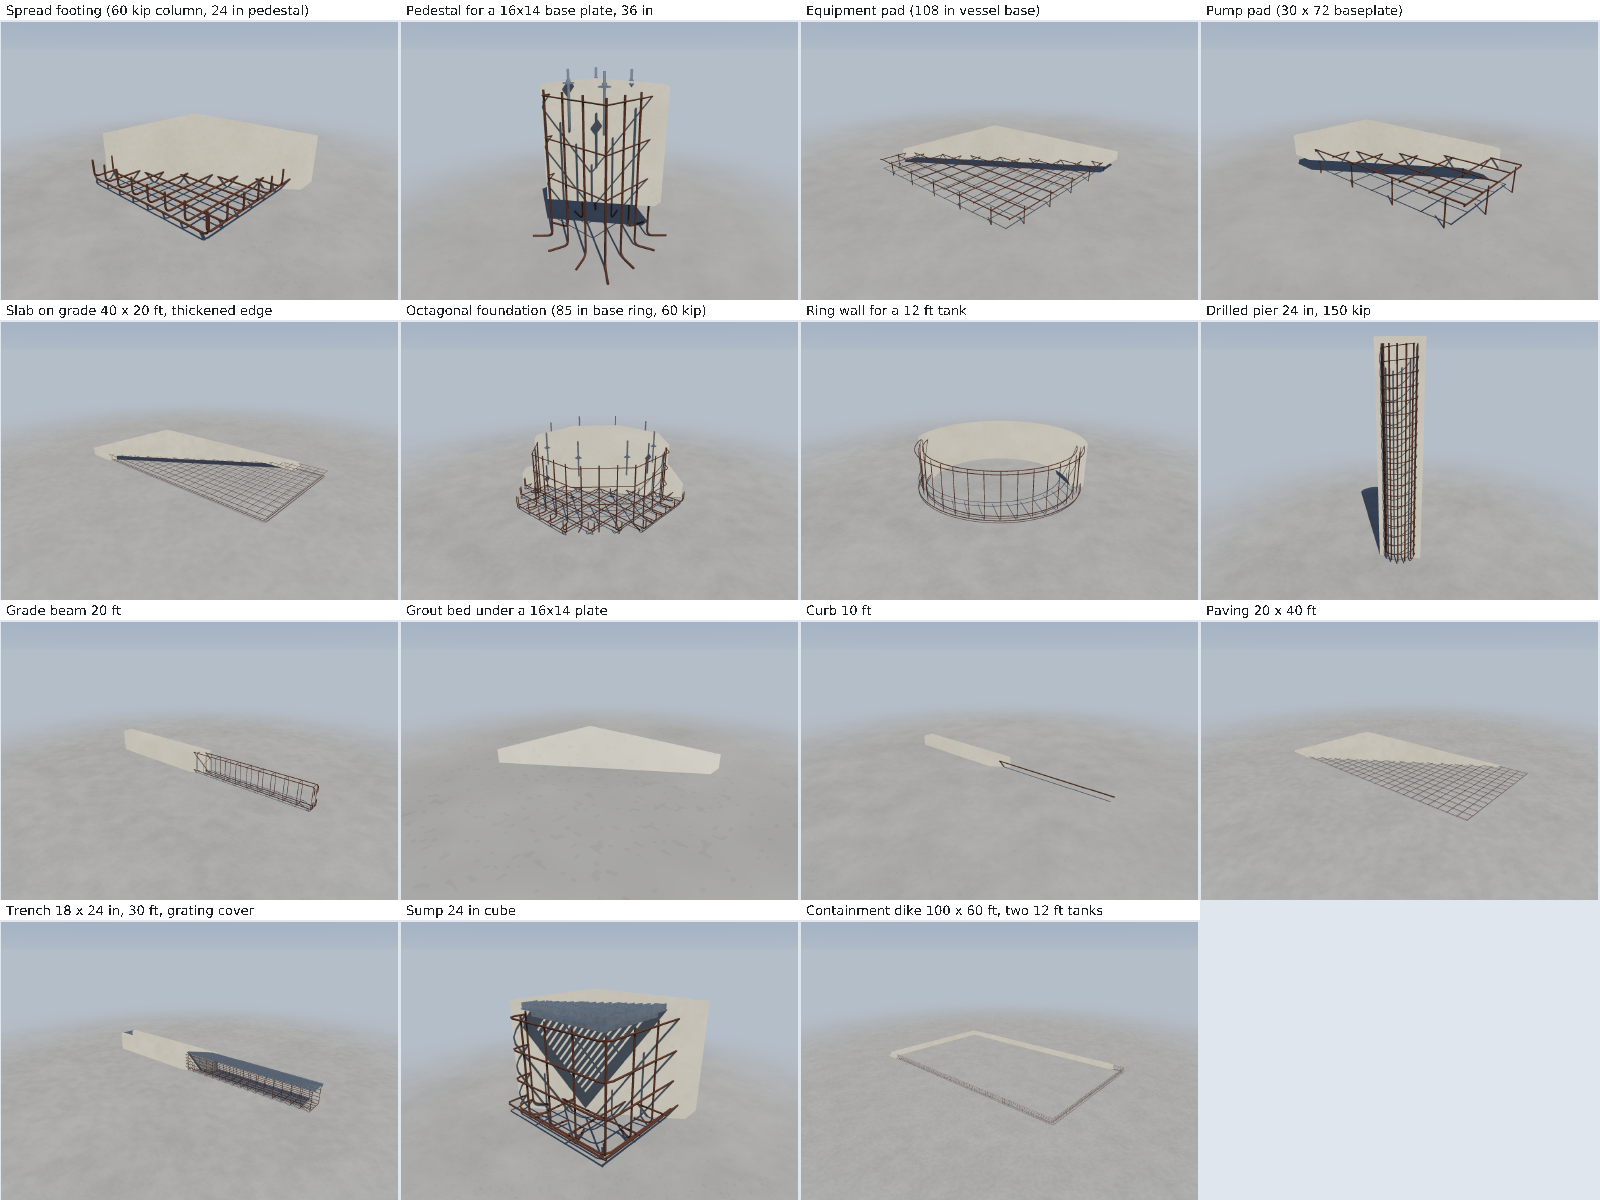 Spread footing (60 kip column, 24 in pedestal)
Pedestal for a 16x14 base plate, 36 in
Equipment pad (108 in vessel base)
Pump pad (30 x 72 baseplate)
Slab on grade 40 x 20 ft, thickened edge
Octagonal foundation (85 in base ring, 60 kip)
Ring wall for a 12 ft tank
Drilled pier 24 in, 150 kip
Grade beam 20 ft
Grout bed under a 16x14 plate
Curb 10 ft
Paving 20 x 40 ft
Trench 18 x 24 in, 30 ft, grating cover
Sump 24 in cube
Containment dike 100 x 60 ft, two 12 ft tanks